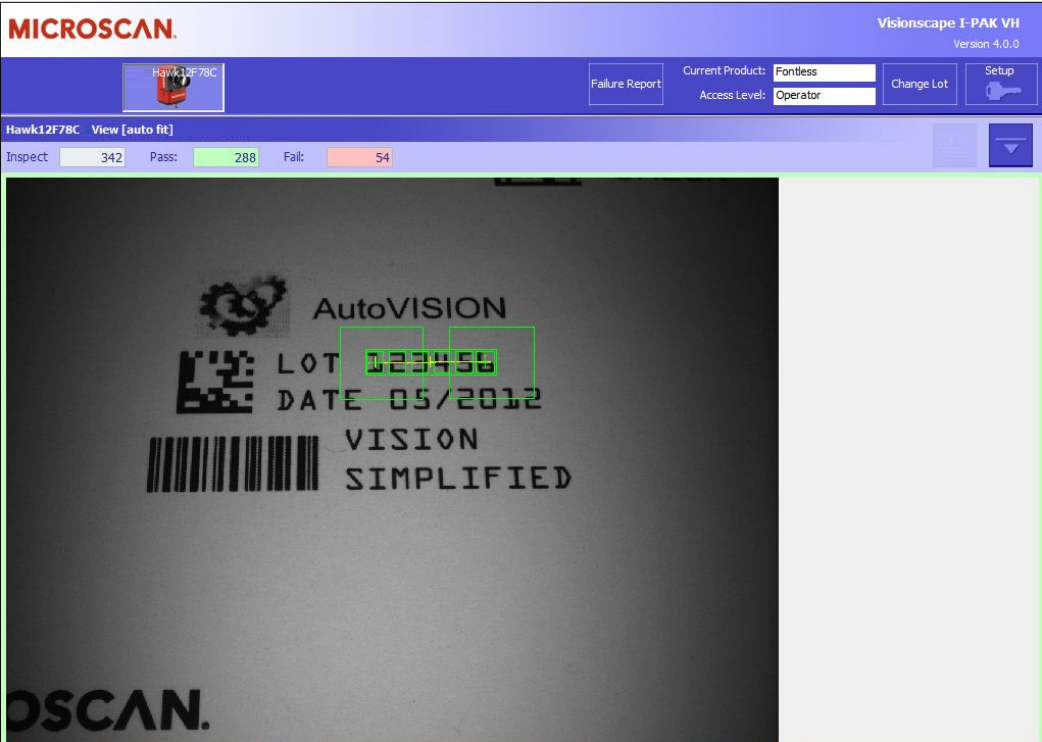 MICROSCAN.
Visionscape I-PAK VH
Version 4.0.0
Hawk12F78C
Failure Report
Current Product: Fontless
Access Level: Operator
Change Lot
Setup
Hawk12F78C View [auto fit]
Inspect 342 Pass: 288 Fail: 54
CHECK
AutoVISION
LOT 123456
DATE 05/2012
VISION
SIMPLIFIED
OSCAN.